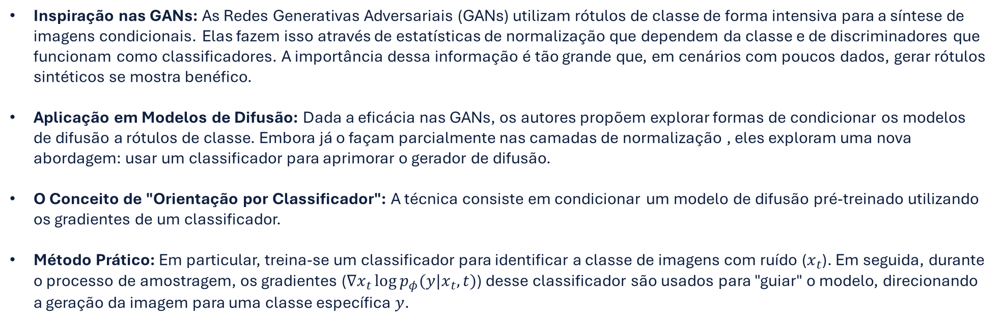 • Inspiração nas GANs: As Redes Generativas Adversariais (GANs) utilizam rótulos de classe de forma intensiva para a síntese de
imagens condicionais. Elas fazem isso através de estatísticas de normalização que dependem da classe e de discriminadores que
funcionam como classificadores. A importância dessa informação é tão grande que, em cenários com poucos dados, gerar rótulos
sintéticos se mostra benéfico.
• Aplicação em Modelos de Difusão: Dada a eficácia nas GANs, os autores propõem explorar formas de condicionar os modelos
de difusão a rótulos de classe. Embora já o façam parcialmente nas camadas de normalização , eles exploram uma nova
abordagem: usar um classificador para aprimorar o gerador de difusão.
• O Conceito de "Orientação por Classificador": A técnica consiste em condicionar um modelo de difusão pré-treinado utilizando
os gradientes de um classificador.
• Método Prático: Em particular, treina-se um classificador para identificar a classe de imagens com ruído (𝑥𝑡). Em seguida, durante
o processo de amostragem, os gradientes (∇𝑥𝑡 log 𝑝𝜙(𝑦|𝑥𝑡, 𝑡)) desse classificador são usados para "guiar" o modelo, direcionando
a geração da imagem para uma classe específica 𝑦.